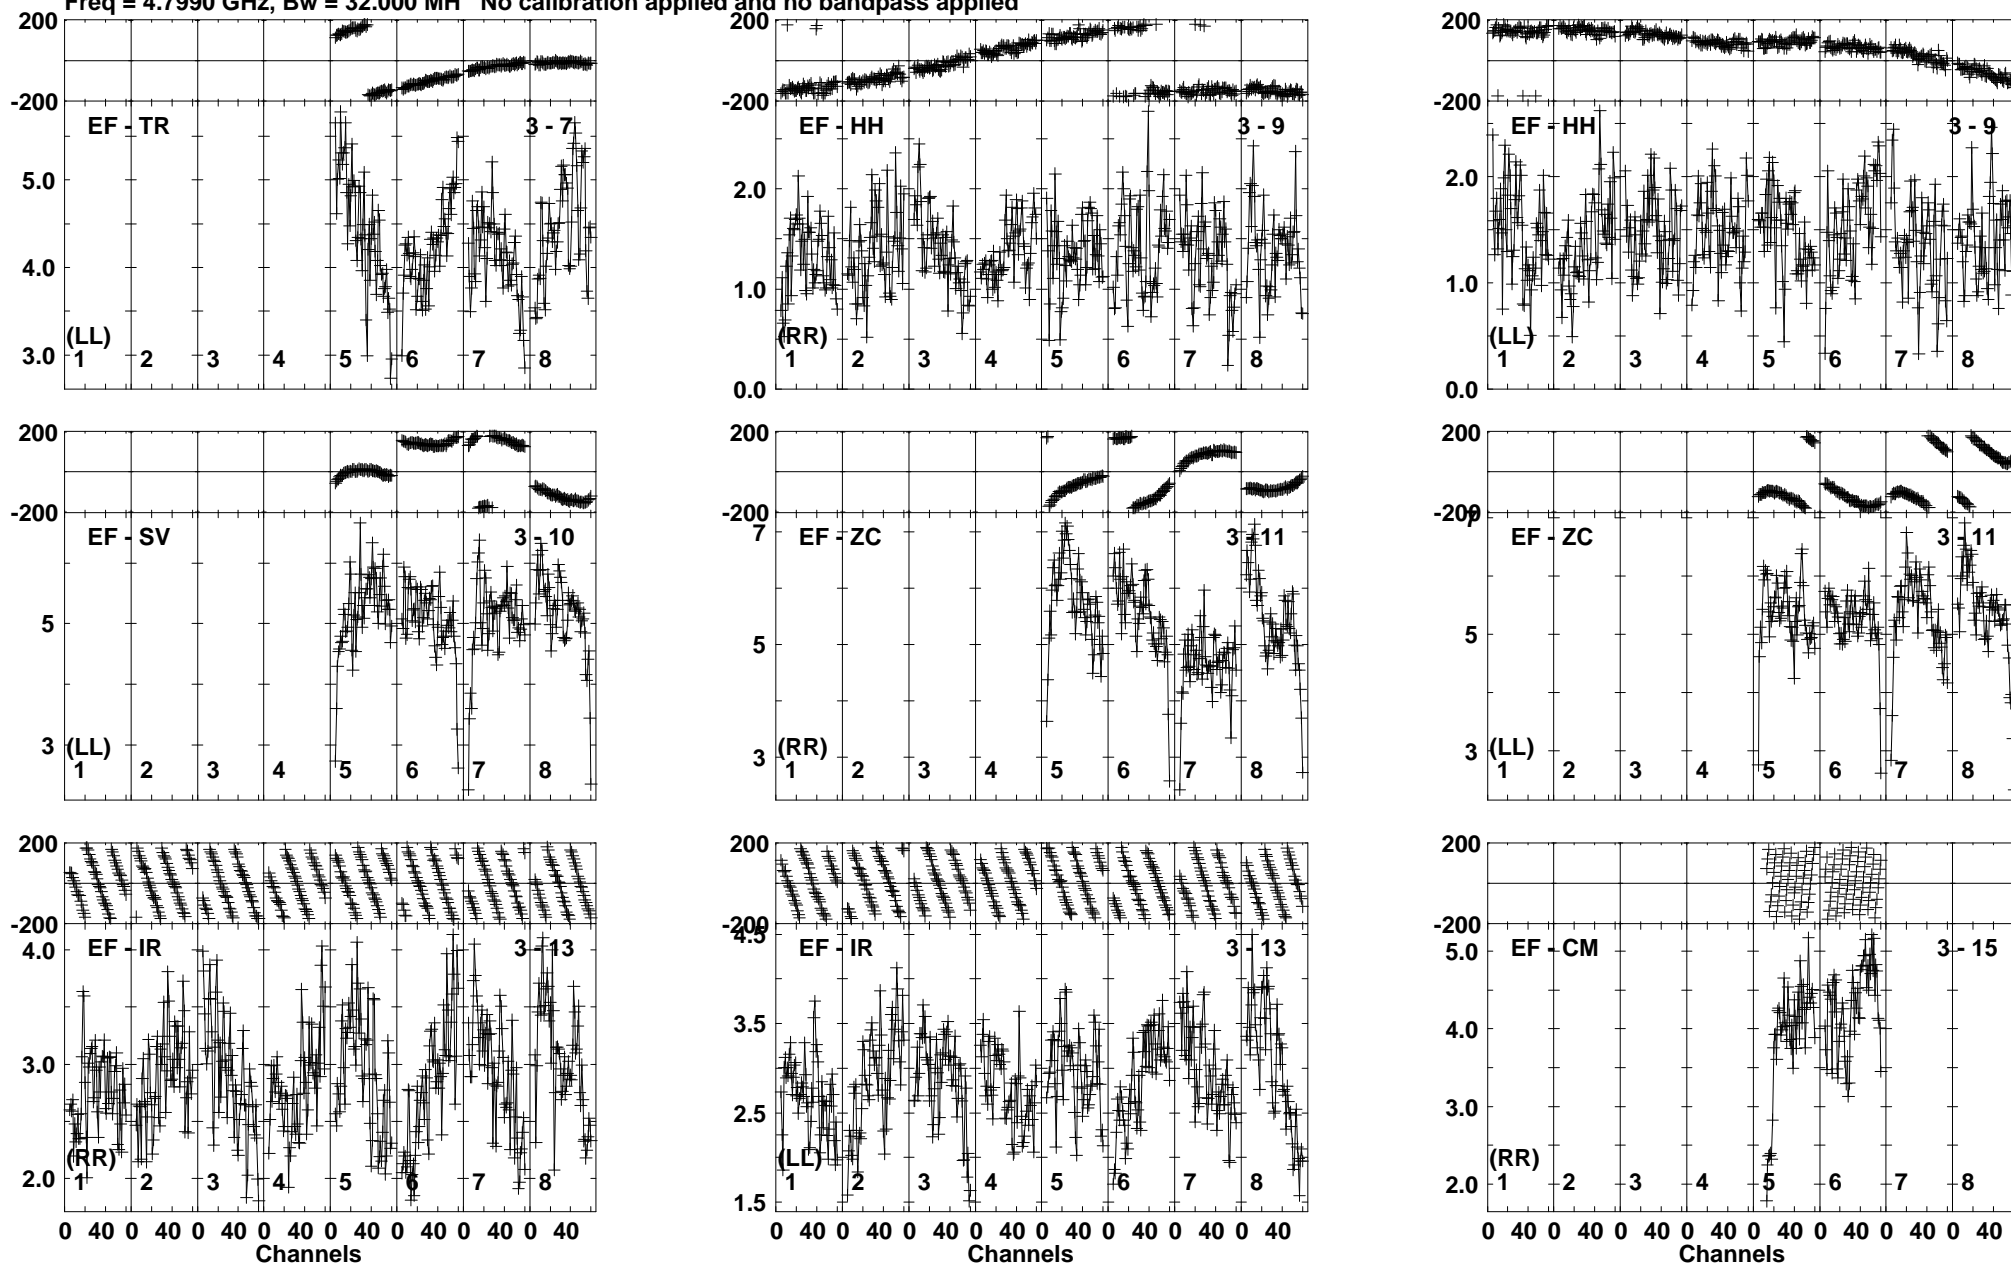 Freq = 4.7990 GHz, Bw = 32.000 MH No calibration applied and no bandpass applied
200 200 200
-200 -200 -200
EF - TR 3 - 7 EF - HH 3 - 9 EF - HH 3 - 9
5.0 2.0 2.0
4.0 1.0 1.0
3.0 0.0 0.0
(LL) (RR) (LL)
1 2 3 4 5 6 7 8 1 2 3 4 5 6 7 8 1 2 3 4 5 6 7 8
200 200 200
-200 -200 -200
EF - SV 3 - 10 EF - ZC 3 - 11 EF - ZC 3 - 11
7 7
5 5 5
3 3 3
(LL) (RR) (LL)
1 2 3 4 5 6 7 8 1 2 3 4 5 6 7 8 1 2 3 4 5 6 7 8
200 200 200
-200 -200 -200
EF - IR 3 - 13 EF - IR 3 - 13 EF - CM 3 - 15
4.0 4.5 5.0
3.0 3.5 4.0
2.0 2.5 3.0
1.5 2.0
(RR) (LL) (RR)
1 2 3 4 5 6 7 8 1 2 3 4 5 6 7 8 1 2 3 4 5 6 7 8
0 40 0 40 0 40 0 40 0 40 0 40 0 40 0 40 0 40 0 40 0 40 0 40 0 40 0 40 0 40 0 40 0 40 0 40 0 40 0 40 0 40 0 40 0 40 0 40
Channels Channels Channels